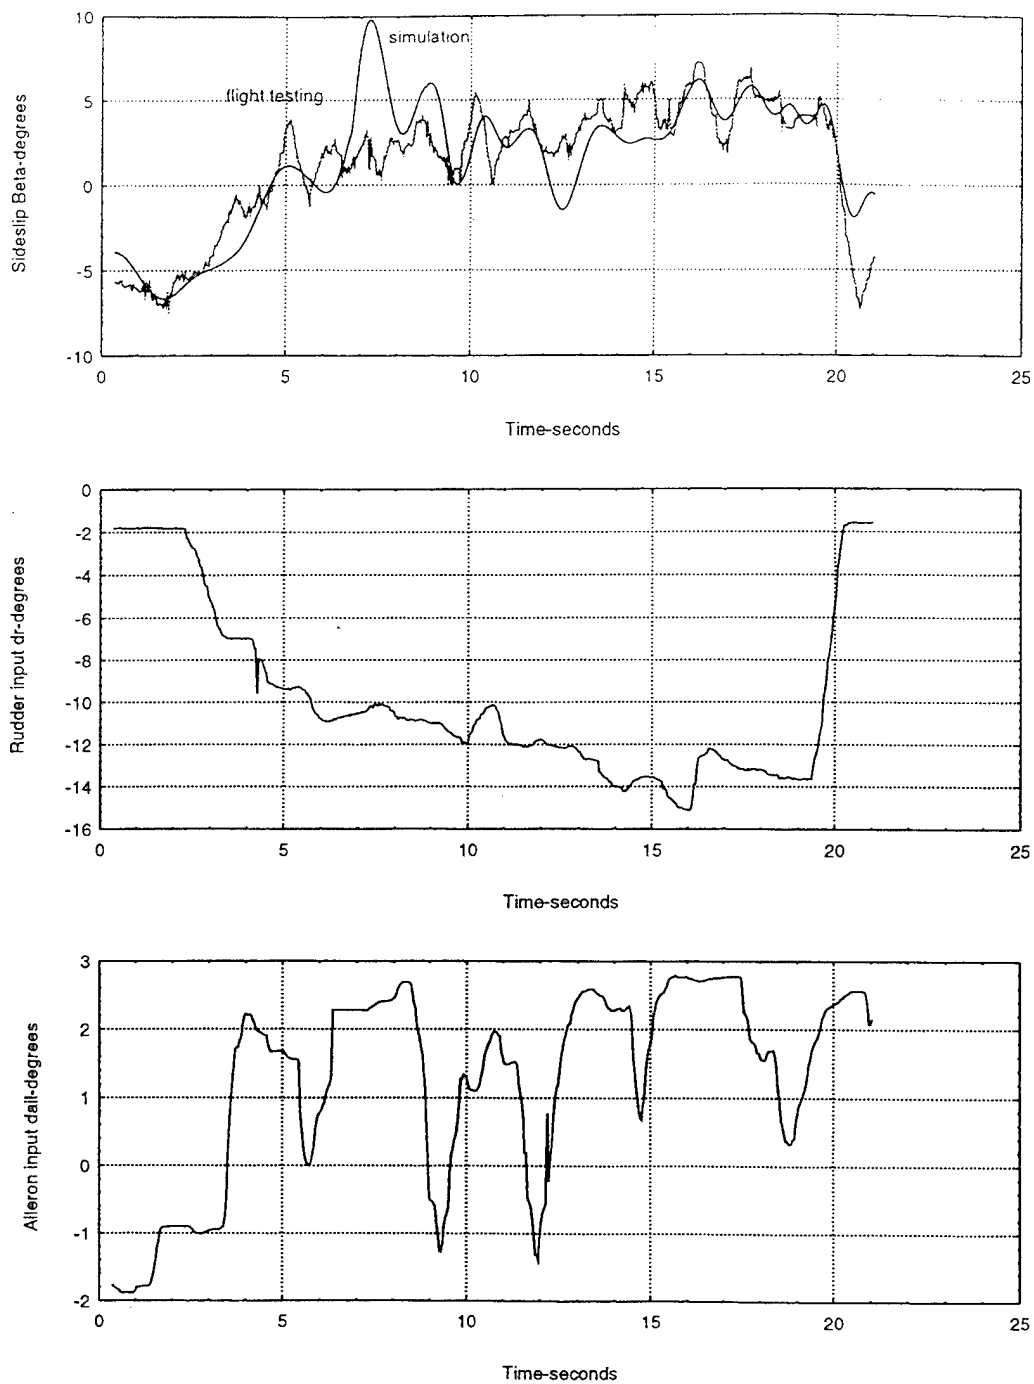 10
5
0
-5
-10
Sideslip Beta-degrees
simulation
flight testing
0 5 10 15 20 25
Time-seconds
0
-2
-4
-6
-8
-10
-12
-14
-16
Rudder input dr-degrees
0 5 10 15 20 25
Time-seconds
3
2
1
0
-1
-2
Aileron input dail-degrees
0 5 10 15 20 25
Time-seconds